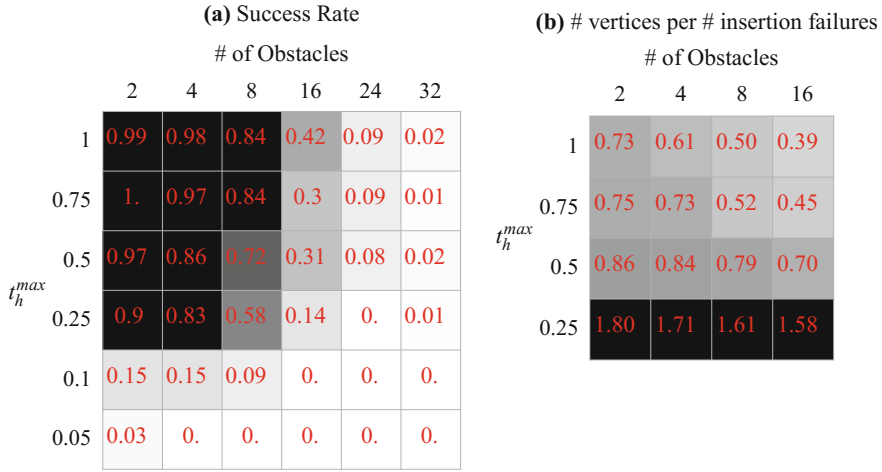 (a) Success Rate
# of Obstacles
2 4 8 16 24 32
1 0.99 0.98 0.84 0.42 0.09 0.02
0.75 1. 0.97 0.84 0.3 0.09 0.01
0.5 0.97 0.86 0.72 0.31 0.08 0.02
t_h^{max}
0.25 0.9 0.83 0.58 0.14 0. 0.01
0.1 0.15 0.15 0.09 0. 0. 0.
0.05 0.03 0. 0. 0. 0. 0.
(b) # vertices per # insertion failures
# of Obstacles
2 4 8 16
1 0.73 0.61 0.50 0.39
0.75 0.75 0.73 0.52 0.45
t_h^{max}
0.5 0.86 0.84 0.79 0.70
0.25 1.80 1.71 1.61 1.58